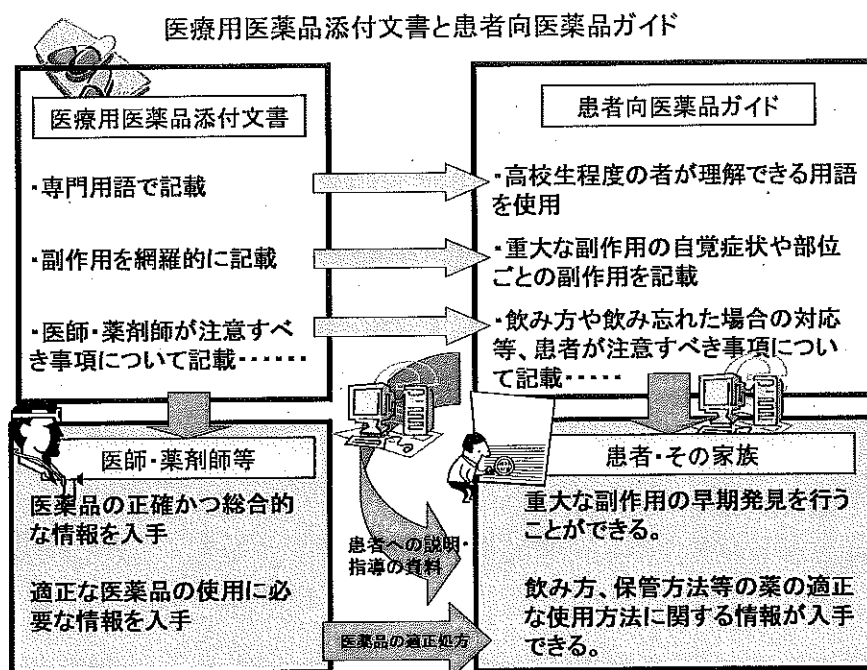 医療用医薬品添付文書と患者向医薬品ガイド
医療用医薬品添付文書
・専門用語で記載
・副作用を網羅的に記載
・医師・薬剤師が注意すべ
き事項について記載‥‥‥
患者向医薬品ガイド
・高校生程度の者が理解できる用語
を使用
・重大な副作用の自覚症状や部位
ごとの副作用を記載
・飲み方や飲み忘れた場合の対応
等、患者が注意すべき事項につい
て記載‥‥‥
医師・薬剤師等
医薬品の正確かつ総合的
な情報を入手
適正な医薬品の使用に必
要な情報を入手
患者への説明・
指導の資料
医薬品の適正処方
患者・その家族
重大な副作用の早期発見を行う
ことができる。
飲み方、保管方法等の薬の適正
な使用方法に関する情報が入手
できる。